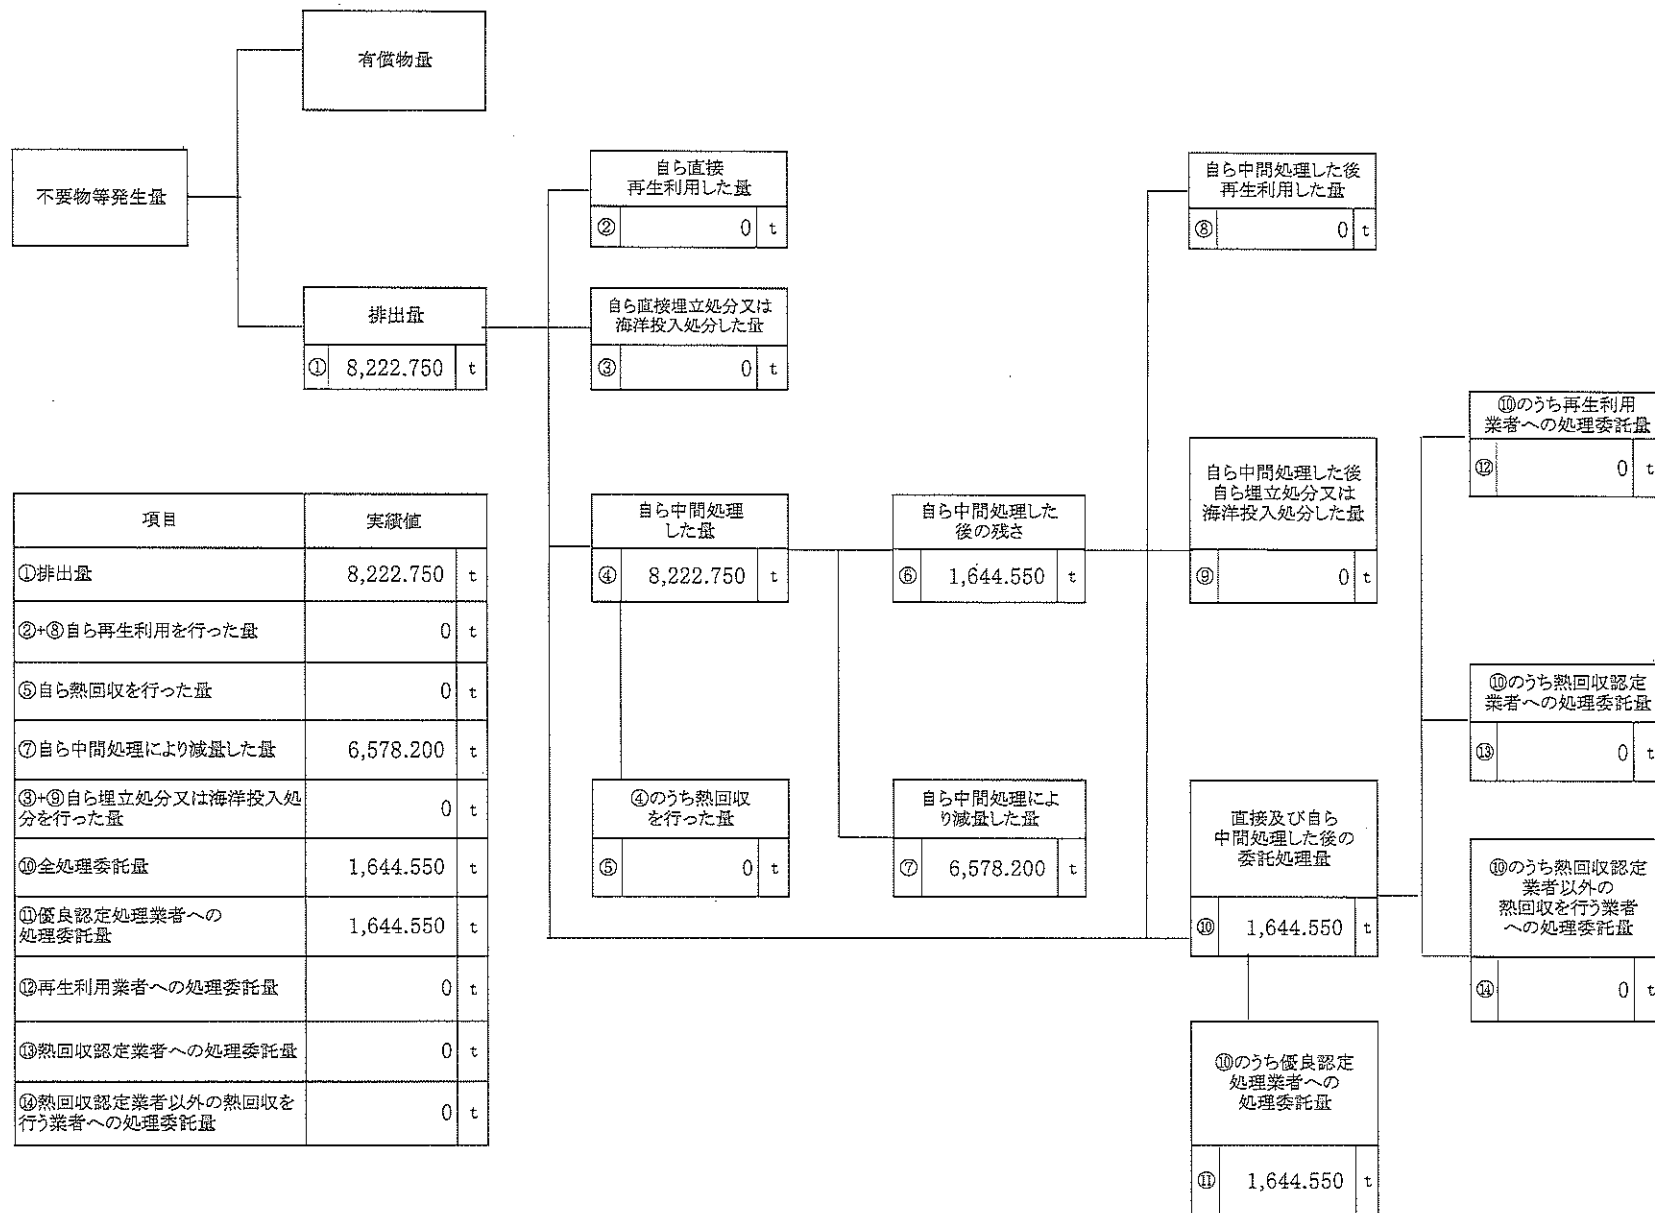 有償物量
不要物等発生量
排出量
① 8,222.750 t
自ら直接
再生利用した量
② 0 t
自ら直接埋立処分又は
海洋投入処分した量
③ 0 t
自ら中間処理
した量
④ 8,222.750 t
④のうち熱回収
を行った量
⑤ 0 t
自ら中間処理した
後の残さ
⑥ 1,644.550 t
自ら中間処理によ
り減量した量
⑦ 6,578.200 t
自ら中間処理した後
再生利用した量
⑧ 0 t
自ら中間処理した後
自ら埋立処分又は
海洋投入処分した量
⑨ 0 t
直接及び自ら
中間処理した後の
委託処理量
⑩ 1,644.550 t
⑩のうち優良認定
処理業者への
処理委託量
⑪ 1,644.550 t
⑩のうち再生利用
業者への処理委託量
⑫ 0 t
⑩のうち熱回収認定
業者への処理委託量
⑬ 0 t
⑩のうち熱回収認定
業者以外の
熱回収を行う業者
への処理委託量
⑭ 0 t
項目 実績値
①排出量 8,222.750 t
②+⑧自ら再生利用を行った量 0 t
⑤自ら熱回収を行った量 0 t
⑦自ら中間処理により減量した量 6,578.200 t
③+⑨自ら埋立処分又は海洋投入処
分を行った量 0 t
⑩全処理委託量 1,644.550 t
⑪優良認定処理業者への
処理委託量 1,644.550 t
⑫再生利用業者への処理委託量 0 t
⑬熱回収認定業者への処理委託量 0 t
⑭熱回収認定業者以外の熱回収を
行う業者への処理委託量 0 t